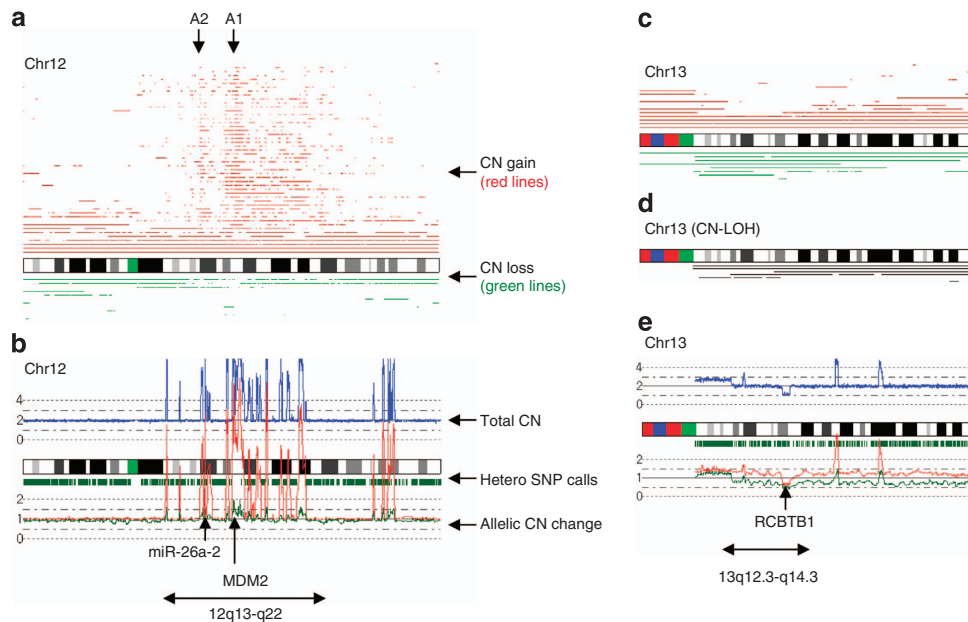 a
A2 A1
Chr12
CN gain
(red lines)
CN loss
(green lines)
b
Chr12
4
2
0
Total CN
Hetero SNP calls
2
1
0
Allelic CN change
miR-26a-2
MDM2
12q13-q22
c
Chr13
d
Chr13 (CN-LOH)
e
Chr13
4
2
0
2
1
0
RCBTB1
13q12.3-q14.3